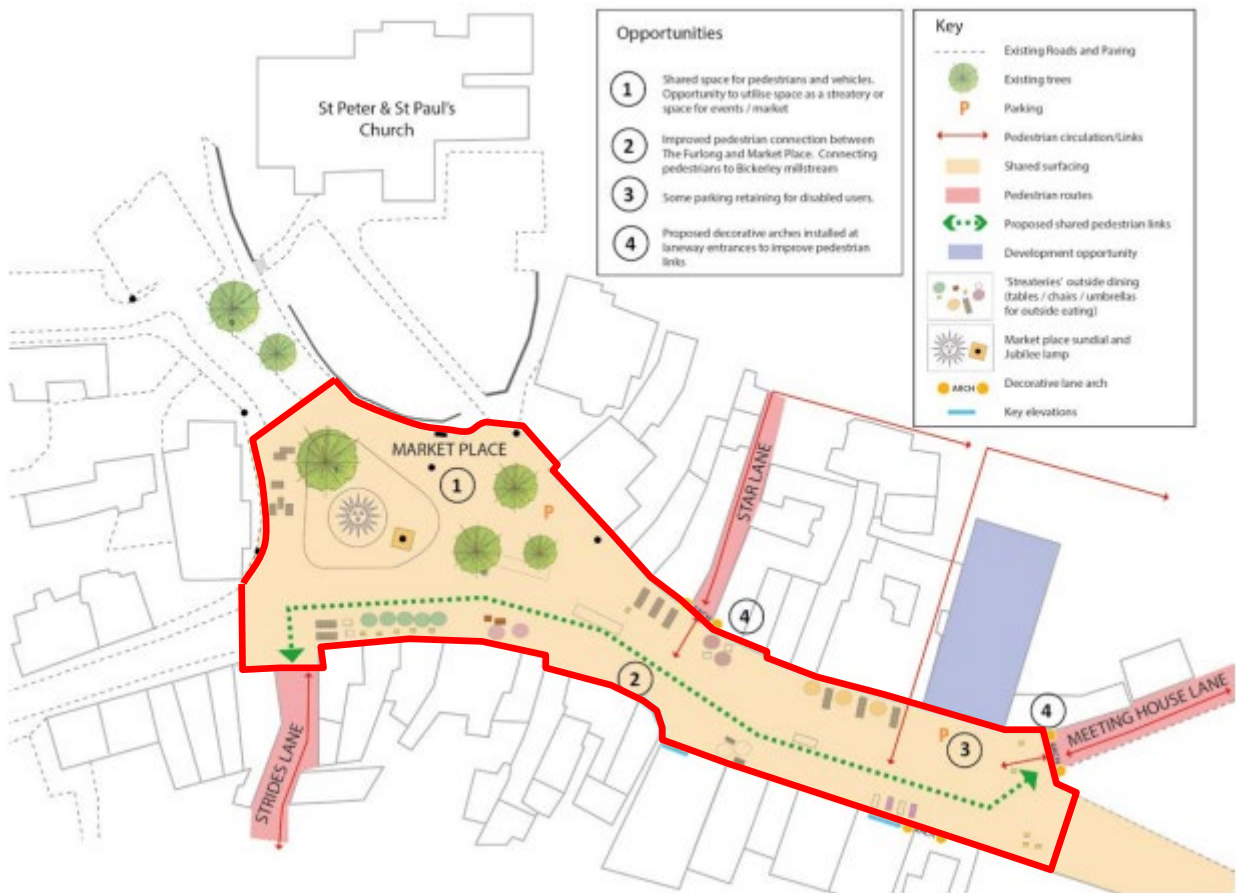 St Peter & St Paul's
Church
Opportunities
1
Shared space for pedestrians and vehicles.
Opportunity to utilise space as a streatery or
space for events / market
2
Improved pedestrian connection between
The Furlong and Market Place. Connecting
pedestrians to Bickerley millstream
3
Some parking retaining for disabled users.
4
Proposed decorative arches installed at
laneway entrances to improve pedestrian
links
Key
Existing Roads and Paving
Existing trees
P
Parking
Pedestrian circulation/Links
Shared surfacing
Pedestrian routes
Proposed shared pedestrian links
Development opportunity
'Streateries' outside dining
(tables / chairs / umbrellas
for outside eating)
Market place sundial and
Jubilee lamp
ARCH
Decorative lane arch
Key elevations
MARKET PLACE
1
P
STAR LANE
4
2
P
3
4
ARCH
MEETING HOUSE LANE
STRIDES LANE